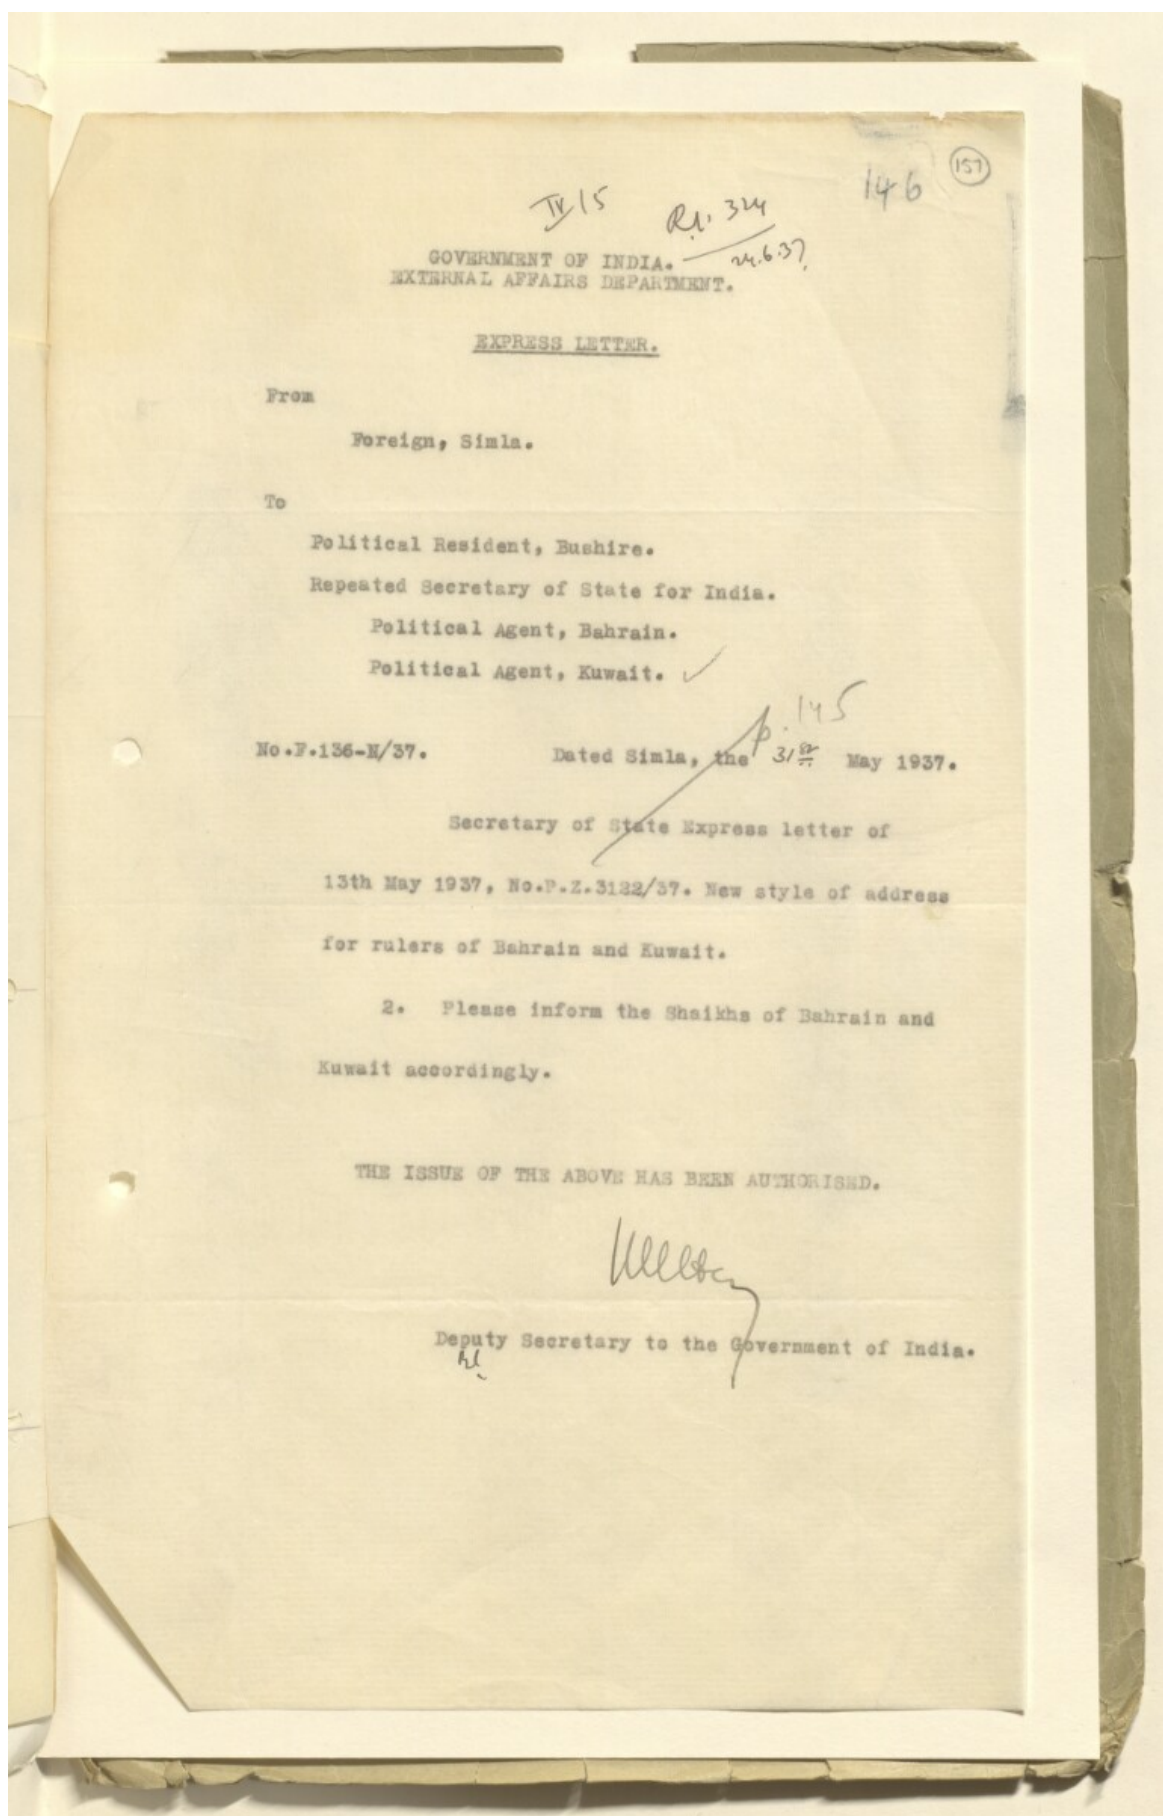 157
146
IV/15
R.l. 324
24.6.37.
GOVERNMENT OF INDIA.
EXTERNAL AFFAIRS DEPARTMENT.
EXPRESS LETTER.
From
Foreign, Simla.
To
Political Resident, Bushire.
Repeated Secretary of State for India.
Political Agent, Bahrain.
Political Agent, Kuwait. ✓
p. 145
No.F.136-N/37. Dated Simla, the 31st May 1937.
Secretary of State Express letter of
13th May 1937, No.P.Z.3122/37. New style of address
for rulers of Bahrain and Kuwait.
2. Please inform the Shaikhs of Bahrain and
Kuwait accordingly.
THE ISSUE OF THE ABOVE HAS BEEN AUTHORISED.
Deputy Secretary to the Government of India.